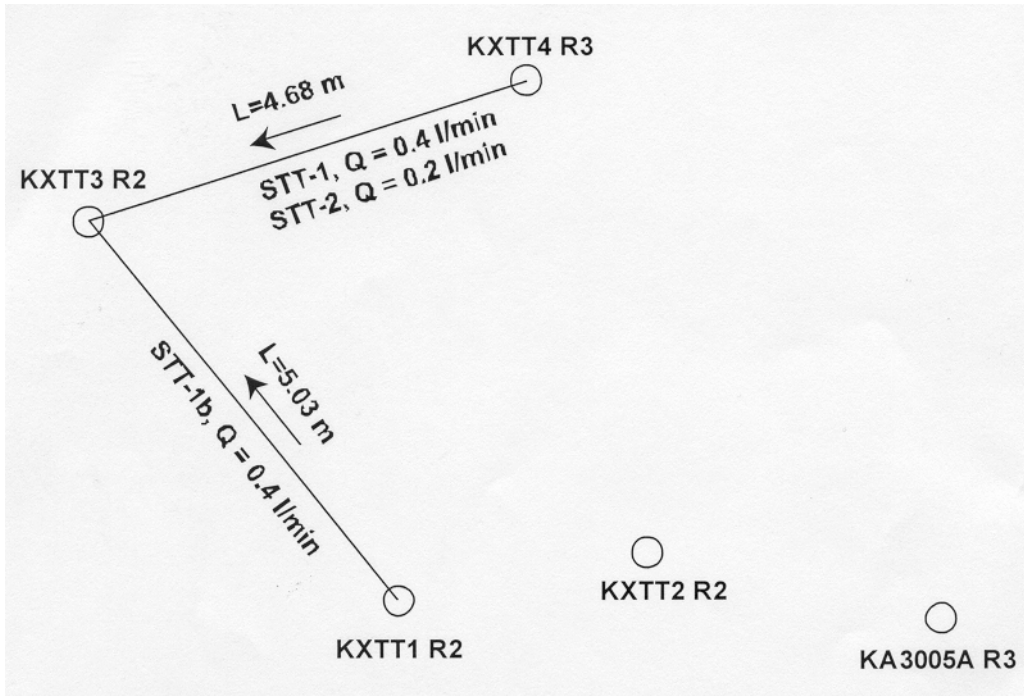 KXTT4 R3
L=4.68 m
STT-1, Q = 0.4 l/min
STT-2, Q = 0.2 l/min
KXTT3 R2
L=5.03 m
STT-1b, Q = 0.4 l/min
KXTT2 R2
KXTT1 R2
KA3005A R3